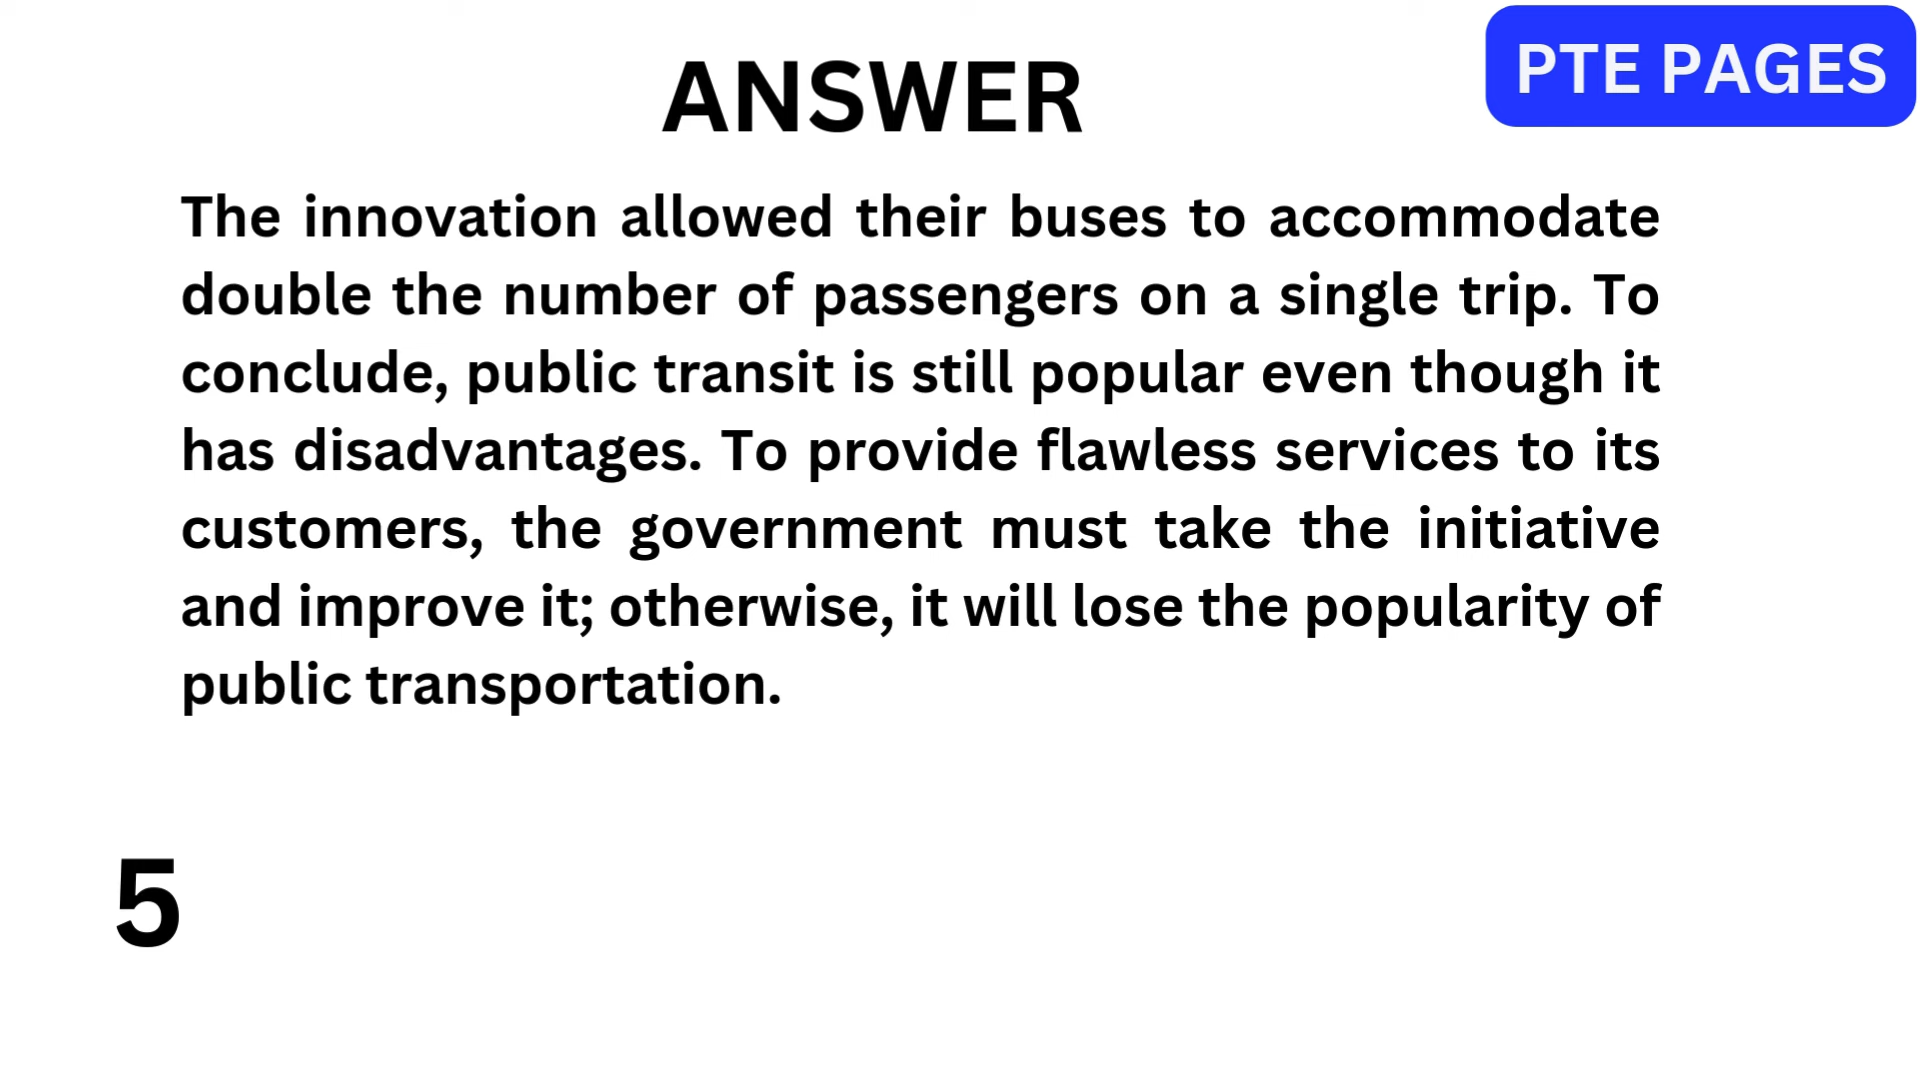 PTE PAGES
ANSWER
The innovation allowed their buses to accommodate
double the number of passengers on a single trip. To
conclude, public transit is still popular even though it
has disadvantages. To provide flawless services to its
customers, the government must take the initiative
and improve it; otherwise, it will lose the popularity of
public transportation.
5